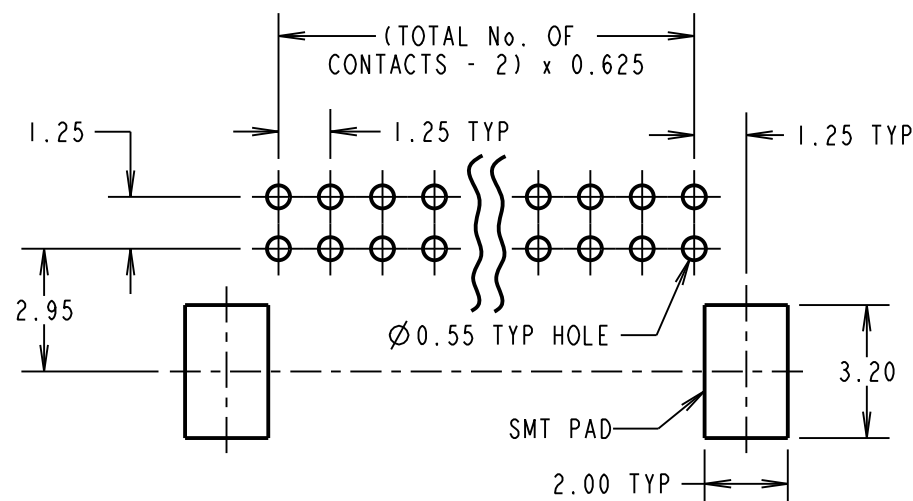 (TOTAL No. OF
CONTACTS - 2) x 0.625
1.25
1.25 TYP
1.25 TYP
2.95
Ø0.55 TYP HOLE
3.20
SMT PAD
2.00 TYP